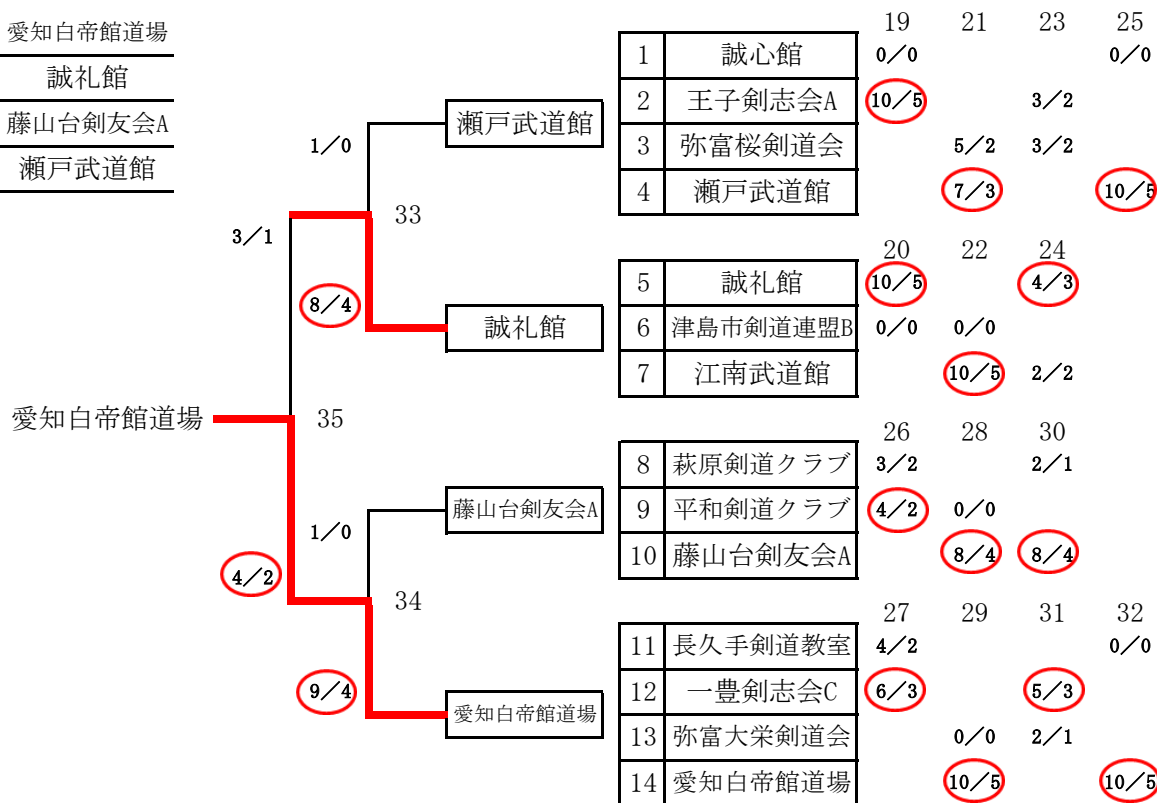 愛知白帝館道場
誠礼館
藤山台剣友会A
瀬戸武道館
19 21 23 25
1 誠心館 0/0 0/0
2 王子剣志会A 10/5 3/2
3 弥富桜剣道会 5/2 3/2
4 瀬戸武道館 7/3 10/5
瀬戸武道館
1/0
33
3/1
8/4
誠礼館
20 22 24
5 誠礼館 10/5 4/3
6 津島市剣道連盟B 0/0 0/0
7 江南武道館 10/5 2/2
愛知白帝館道場
35
26 28 30
8 萩原剣道クラブ 3/2 2/1
9 平和剣道クラブ 4/2 0/0
10 藤山台剣友会A 8/4 8/4
藤山台剣友会A
1/0
4/2
34
9/4
愛知白帝館道場
27 29 31 32
11 長久手剣道教室 4/2 0/0
12 一豊剣志会C 6/3 5/3
13 弥富大栄剣道会 0/0 2/1
14 愛知白帝館道場 10/5 10/5